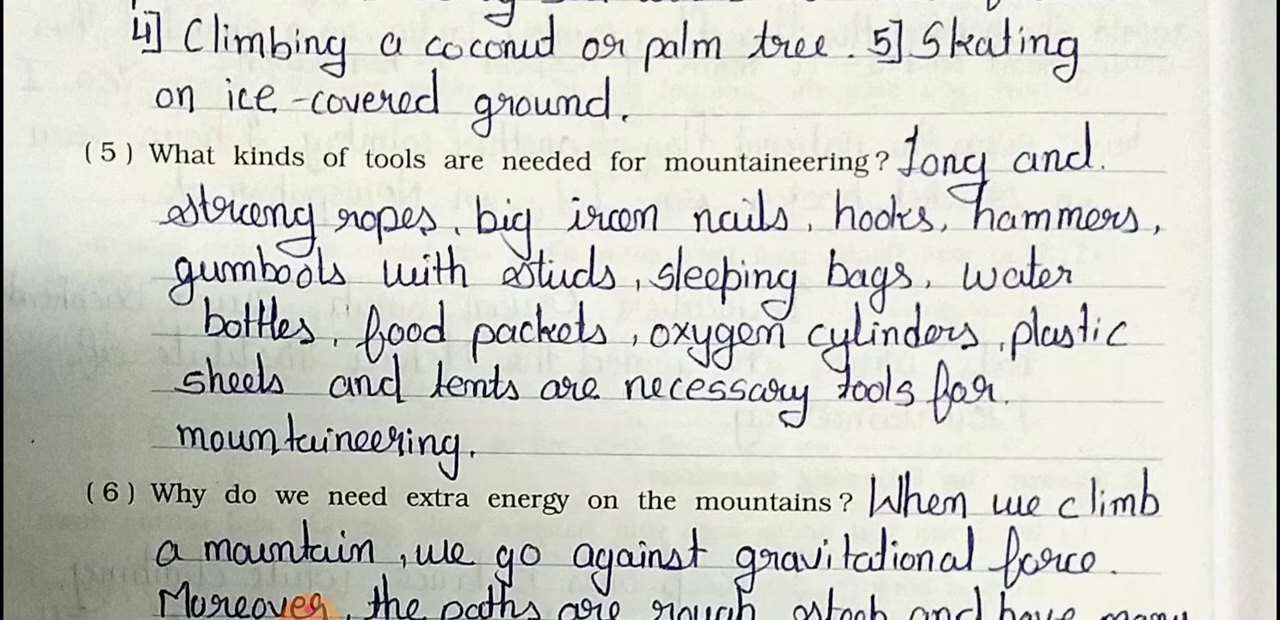 4] Climbing a coconut or palm tree. 5] Skating
on ice-covered ground.
(5) What kinds of tools are needed for mountaineering? Long and
strong ropes, big iron nails, hooks, hammers,
gumboots with studs, sleeping bags, water
bottles, food packets, oxygen cylinders, plastic
sheets and tents are necessary tools for
mountaineering.
(6) Why do we need extra energy on the mountains? When we climb
a mountain, we go against gravitational force.
Moreover, the paths are rough, and have many